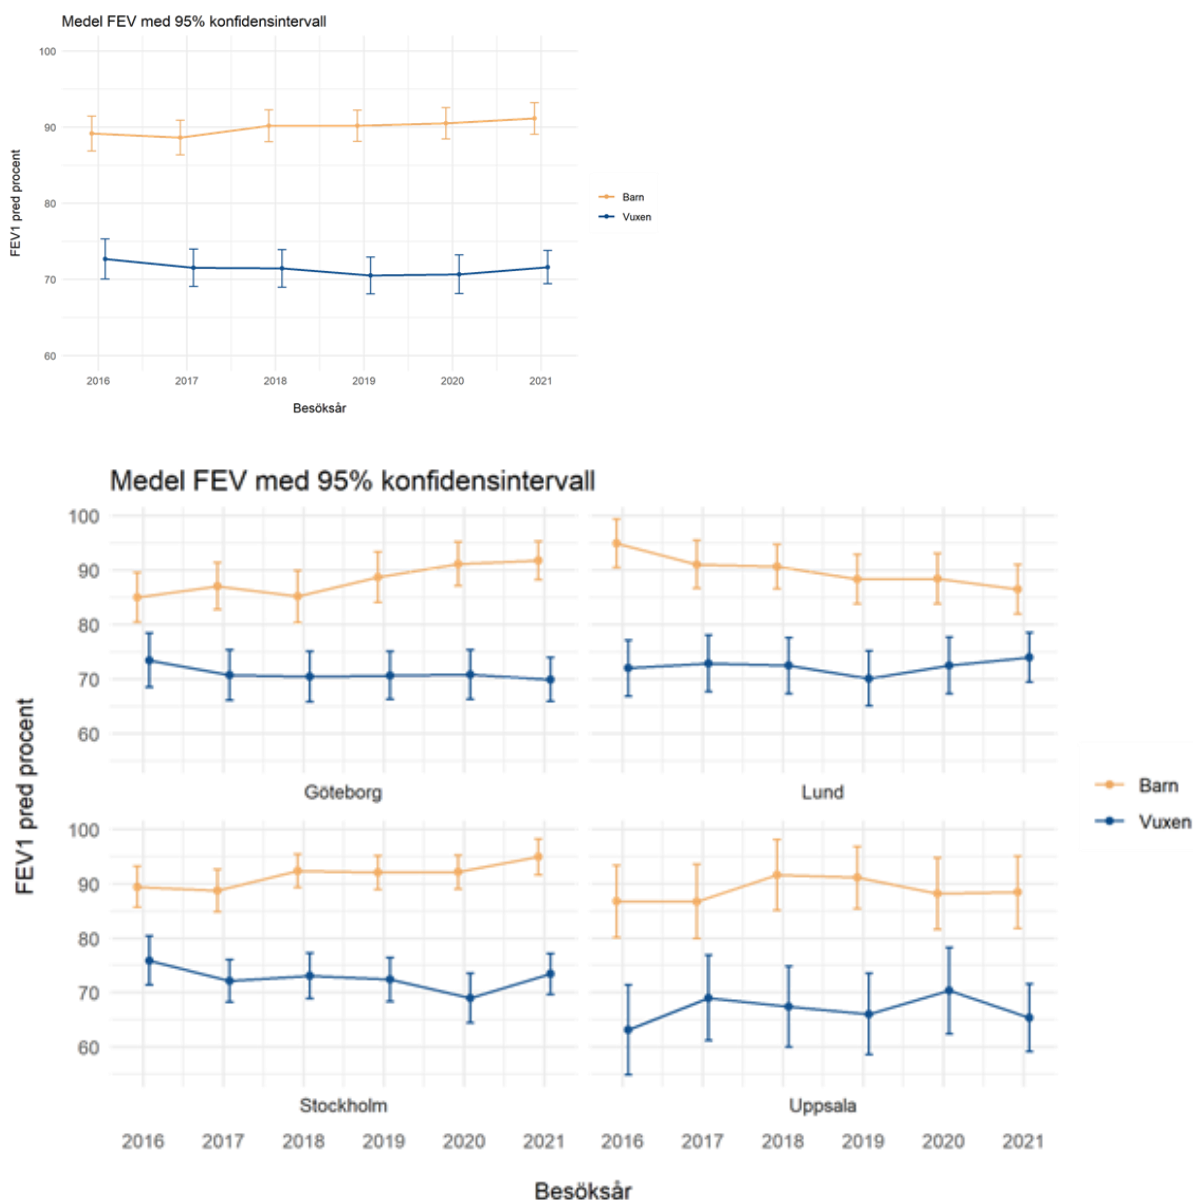 Medel FEV med 95% konfidensintervall
100
90
80
70
60
FEV1 pred procent
2016 2017 2018 2019 2020 2021
Besöksår
Barn
Vuxen
Medel FEV med 95% konfidensintervall
100
90
80
70
60
Göteborg Lund
FEV1 pred procent
100
90
80
70
60
Stockholm Uppsala
2016 2017 2018 2019 2020 2021 2016 2017 2018 2019 2020 2021
Besöksår
Barn
Vuxen